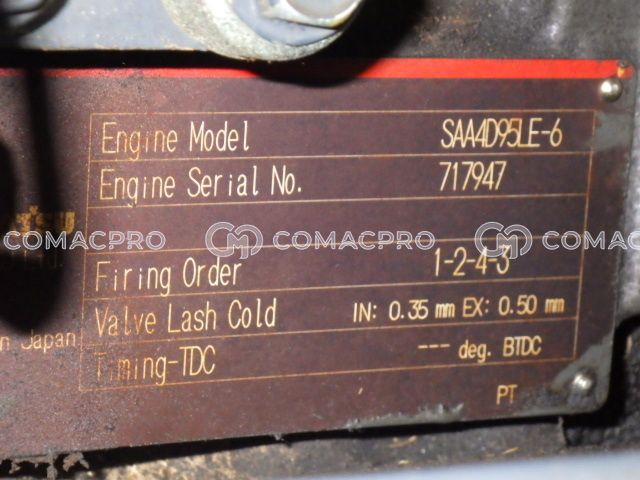 Engine Model SAA4D95LE-6
Engine Serial No. 717947
COMACPRO COMACPRO COMACPRO
Firing Order 1-2-4-3
Valve Lash Cold IN: 0.35 mm EX: 0.50 mm
Japan
Timing-TDC --- deg. BTDC
PT